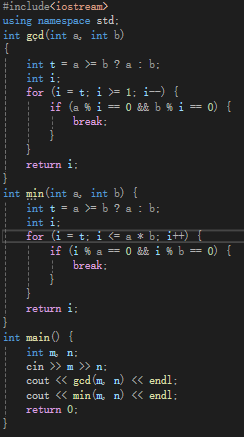 #include<iostream>
using namespace std;
int gcd(int a, int b)
{
int t = a >= b ? a : b;
int i;
for (i = t; i >= 1; i--) {
if (a % i == 0 && b % i == 0) {
break;
}
}
return i;
}
int min(int a, int b) {
int t = a >= b ? a : b;
int i;
for (i = t; i <= a * b; i++) {
if (i % a == 0 && i % b == 0) {
break;
}
}
return i;
}
int main() {
int m, n;
cin >> m >> n;
cout << gcd(m, n) << endl;
cout << min(m, n) << endl;
return 0;
}